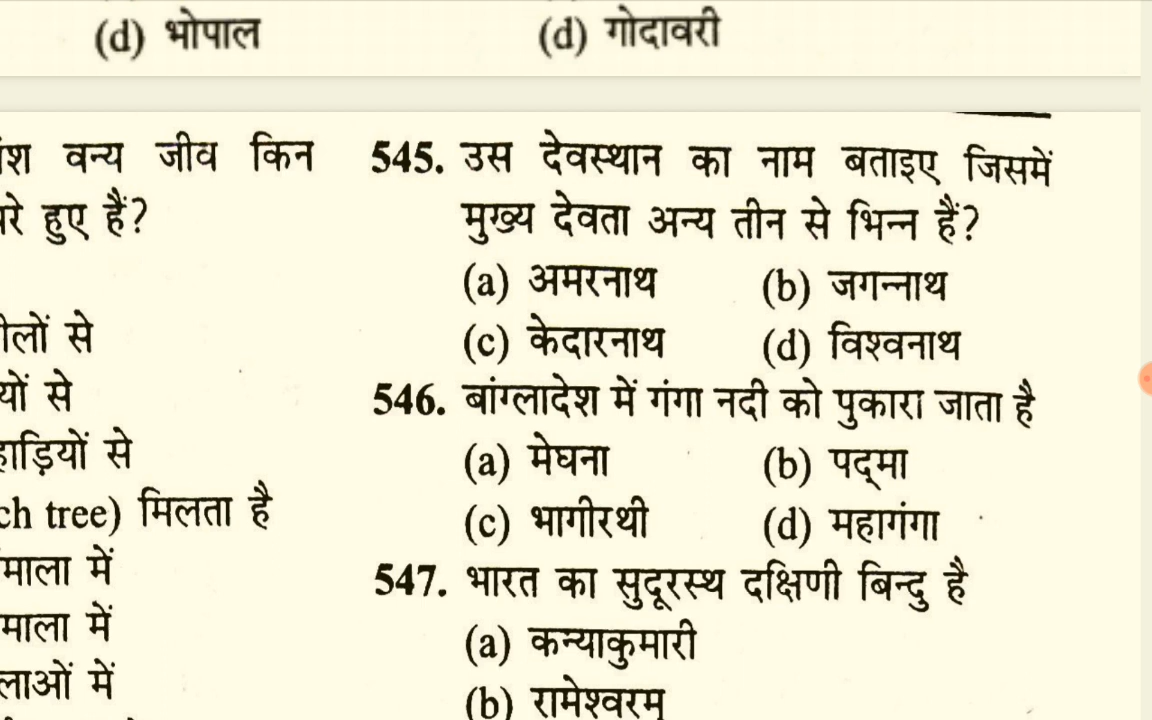 (d) भोपाल
(d) गोदावरी
वन्य जीव किन
हुए हैं?
से
से
से
tree) मिलता है
में
में
में
545. उस देवस्थान का नाम बताइए जिसमें
मुख्य देवता अन्य तीन से भिन्न हैं?
(a) अमरनाथ (b) जगन्नाथ
(c) केदारनाथ (d) विश्वनाथ
546. बांग्लादेश में गंगा नदी को पुकारा जाता है
(a) मेघना (b) पद्मा
(c) भागीरथी (d) महागंगा
547. भारत का सुदूरस्थ दक्षिणी बिन्दु है
(a) कन्याकुमारी
(b) रामेश्वरम्